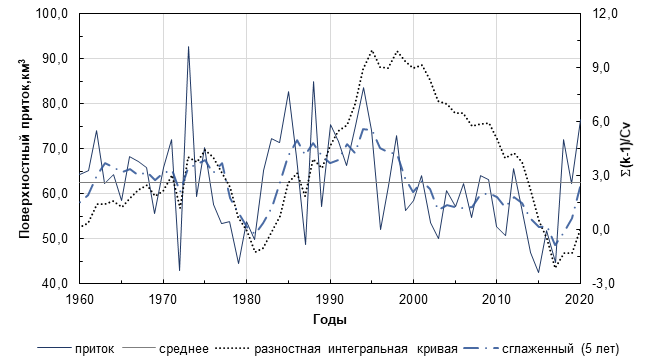 100,0
90,0
80,0
70,0
60,0
50,0
40,0
Поверхностный приток,км³
12,0
9,0
6,0
3,0
0,0
-3,0
Σ(k-1)/Cv
1960 1970 1980 1990 2000 2010 2020
Годы
приток среднее разностная интегральная кривая сглаженный (5 лет)